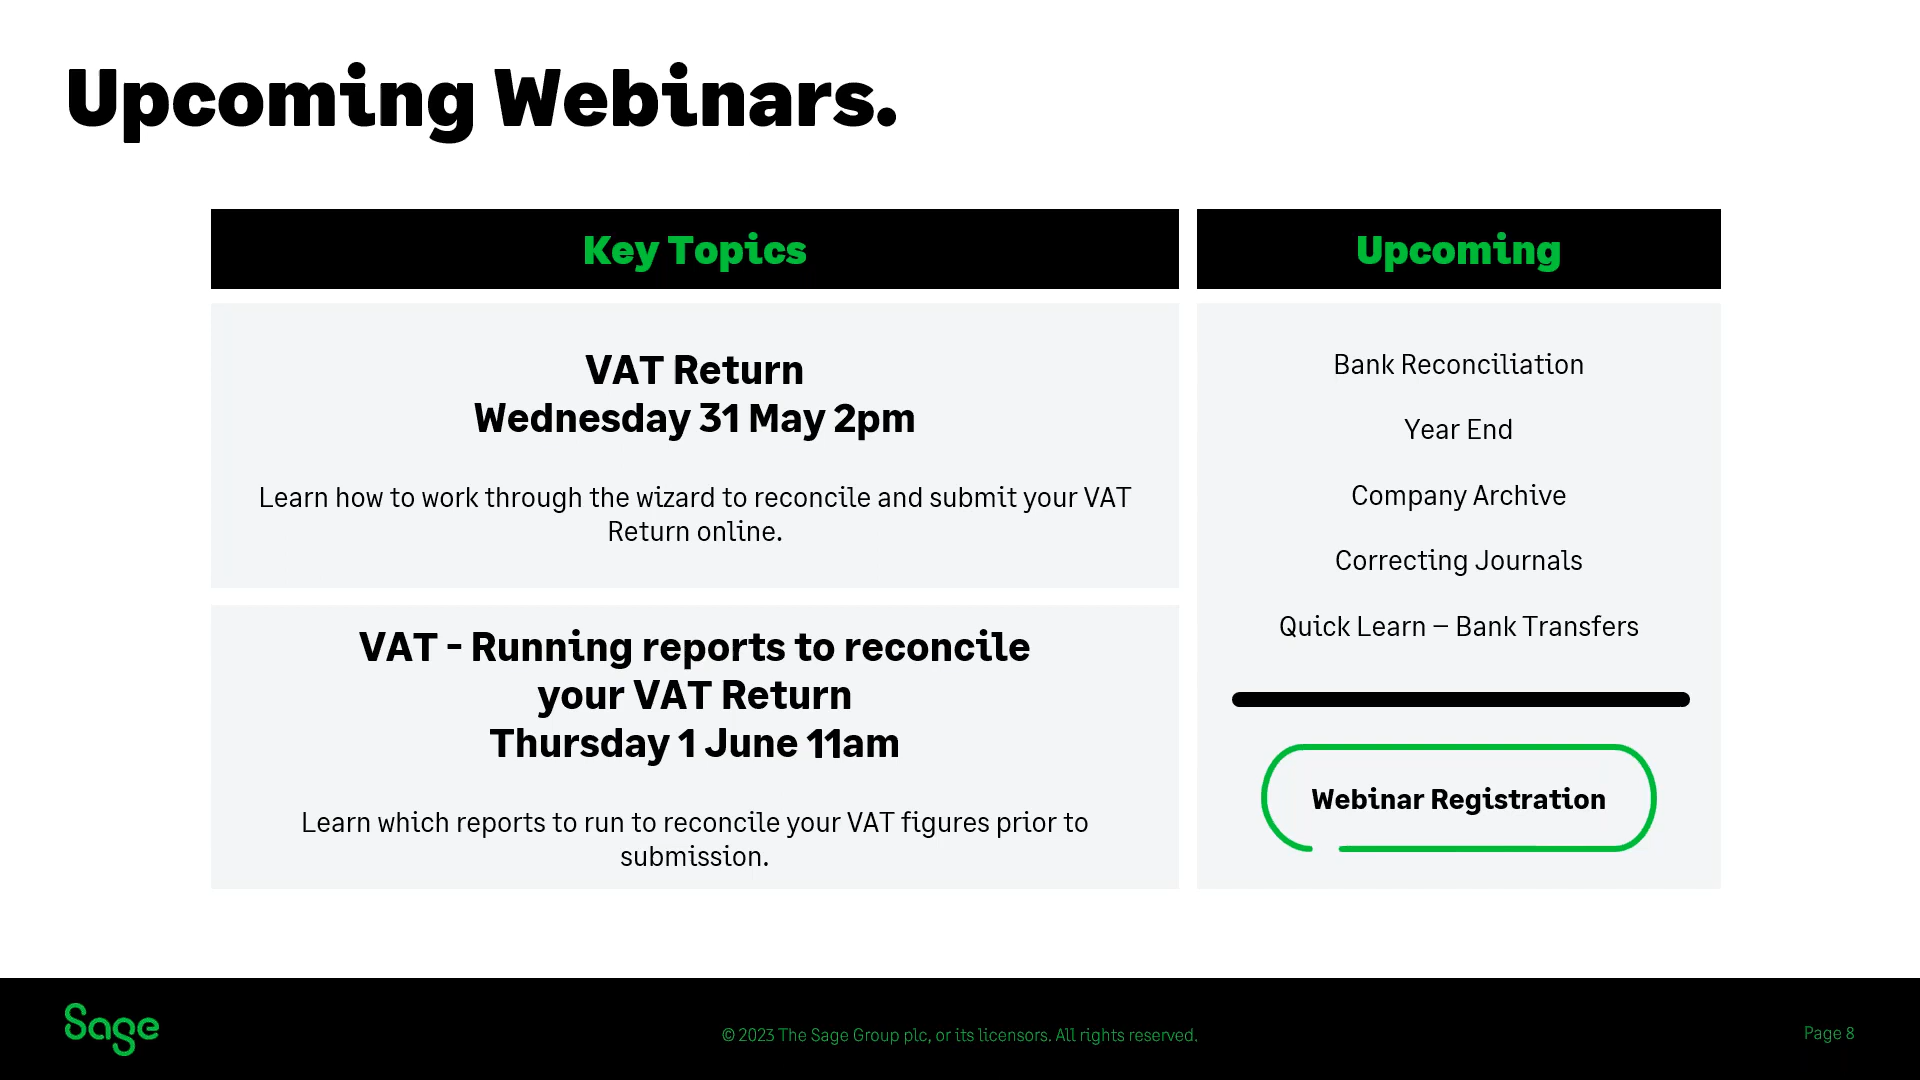 Upcoming Webinars.
Key Topics
VAT Return
Wednesday 31 May 2pm
Learn how to work through the wizard to reconcile and submit your VAT
Return online.
VAT - Running reports to reconcile
your VAT Return
Thursday 1 June 11am
Learn which reports to run to reconcile your VAT figures prior to
submission.
Upcoming
Bank Reconciliation
Year End
Company Archive
Correcting Journals
Quick Learn – Bank Transfers
Webinar Registration
Sage
© 2023 The Sage Group plc, or its licensors. All rights reserved.
Page 8